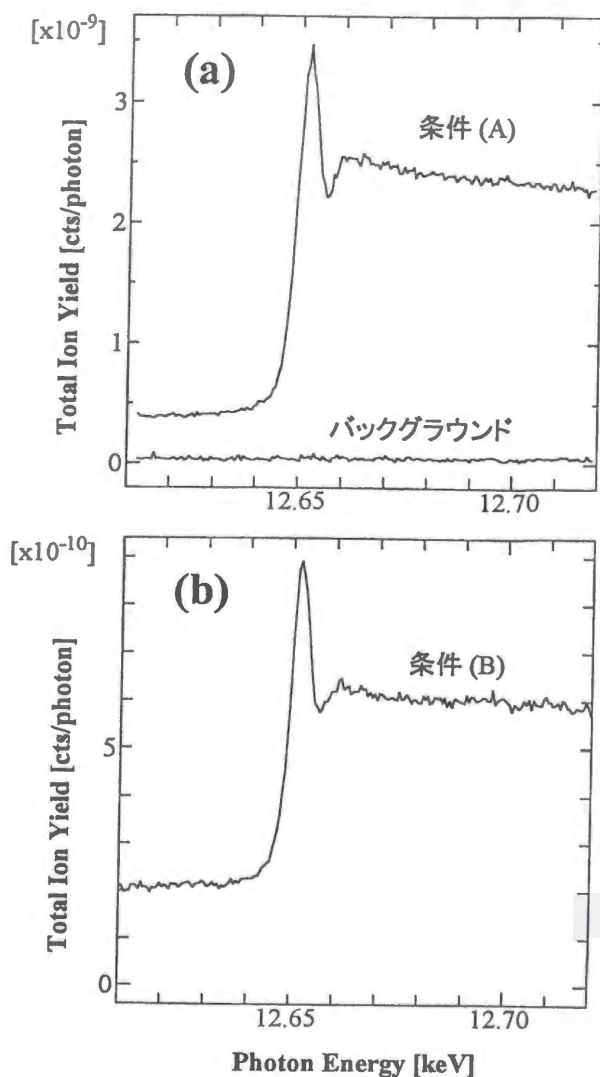 [x10-9]
(a)
条件 (A)
3
2
1
0
バックグラウンド
Total Ion Yield [cts/photon]
12.65
12.70
[x10-10]
(b)
条件 (B)
5
0
Total Ion Yield [cts/photon]
12.65
12.70
Photon Energy [keV]